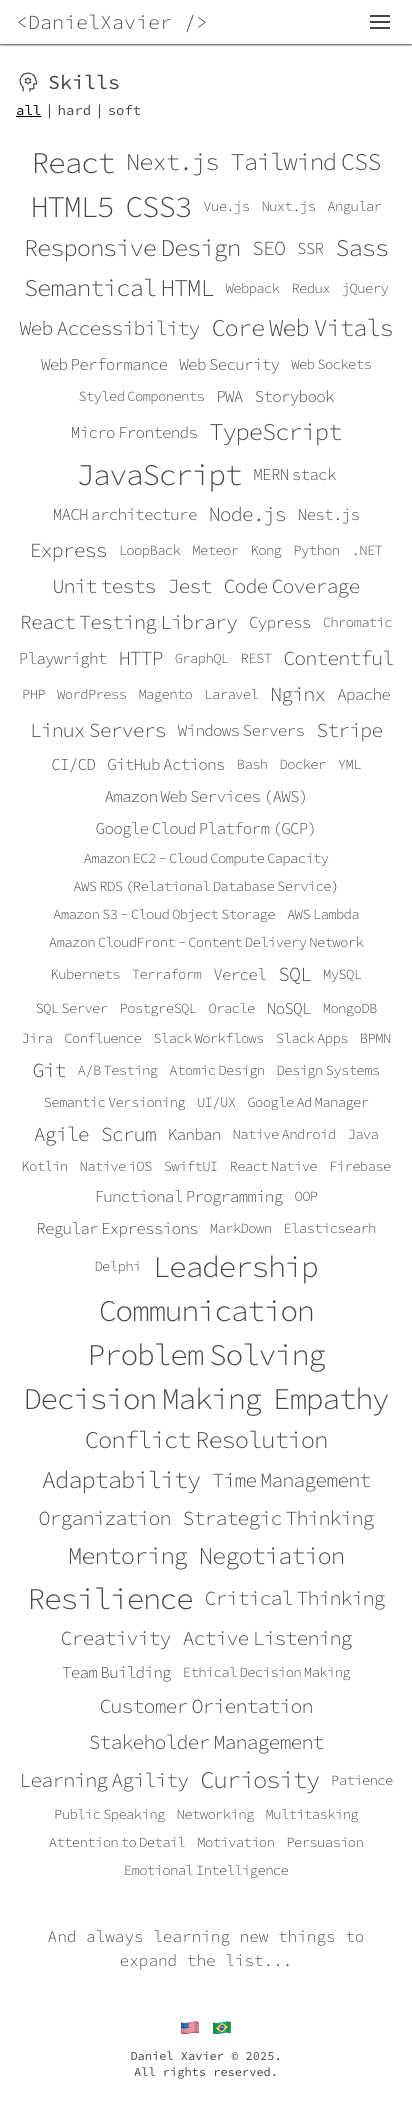 <DanielXavier />
Skills
all | hard | soft
React Next.js Tailwind CSS
HTML5 CSS3 Vue.js Nuxt.js Angular
Responsive Design SEO SSR Sass
Semantical HTML Webpack Redux jQuery
Web Accessibility Core Web Vitals
Web Performance Web Security Web Sockets
Styled Components PWA Storybook
Micro Frontends TypeScript
JavaScript MERN stack
MACH architecture Node.js Nest.js
Express LoopBack Meteor Kong Python .NET
Unit tests Jest Code Coverage
React Testing Library Cypress Chromatic
Playwright HTTP GraphQL REST Contentful
PHP WordPress Magento Laravel Nginx Apache
Linux Servers Windows Servers Stripe
CI/CD GitHub Actions Bash Docker YML
Amazon Web Services (AWS)
Google Cloud Platform (GCP)
Amazon EC2 - Cloud Compute Capacity
AWS RDS (Relational Database Service)
Amazon S3 - Cloud Object Storage AWS Lambda
Amazon CloudFront - Content Delivery Network
Kubernets Terraform Vercel SQL MySQL
SQL Server PostgreSQL Oracle NoSQL MongoDB
Jira Confluence Slack Workflows Slack Apps BPMN
Git A/B Testing Atomic Design Design Systems
Semantic Versioning UI/UX Google Ad Manager
Agile Scrum Kanban Native Android Java
Kotlin Native iOS SwiftUI React Native Firebase
Functional Programming OOP
Regular Expressions MarkDown Elasticsearh
Delphi Leadership
Communication
Problem Solving
Decision Making Empathy
Conflict Resolution
Adaptability Time Management
Organization Strategic Thinking
Mentoring Negotiation
Resilience Critical Thinking
Creativity Active Listening
Team Building Ethical Decision Making
Customer Orientation
Stakeholder Management
Learning Agility Curiosity Patience
Public Speaking Networking Multitasking
Attention to Detail Motivation Persuasion
Emotional Intelligence
And always learning new things to
expand the list...
Daniel Xavier © 2025.
All rights reserved.